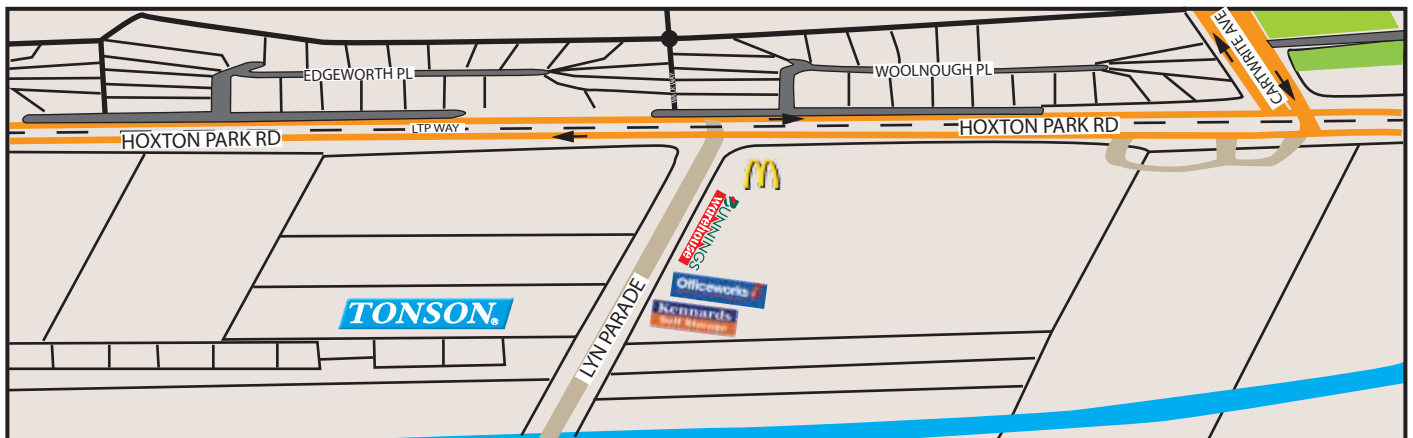 CARTWRITE AVE
EDGEWORTH PL
WOOLNOUGH PL
HOXTON PARK RD
LTP WAY
HOXTON PARK RD
BUNNINGS
warehouse
Officeworks
Kennards
Self Storage
TONSON®
LYN PARADE